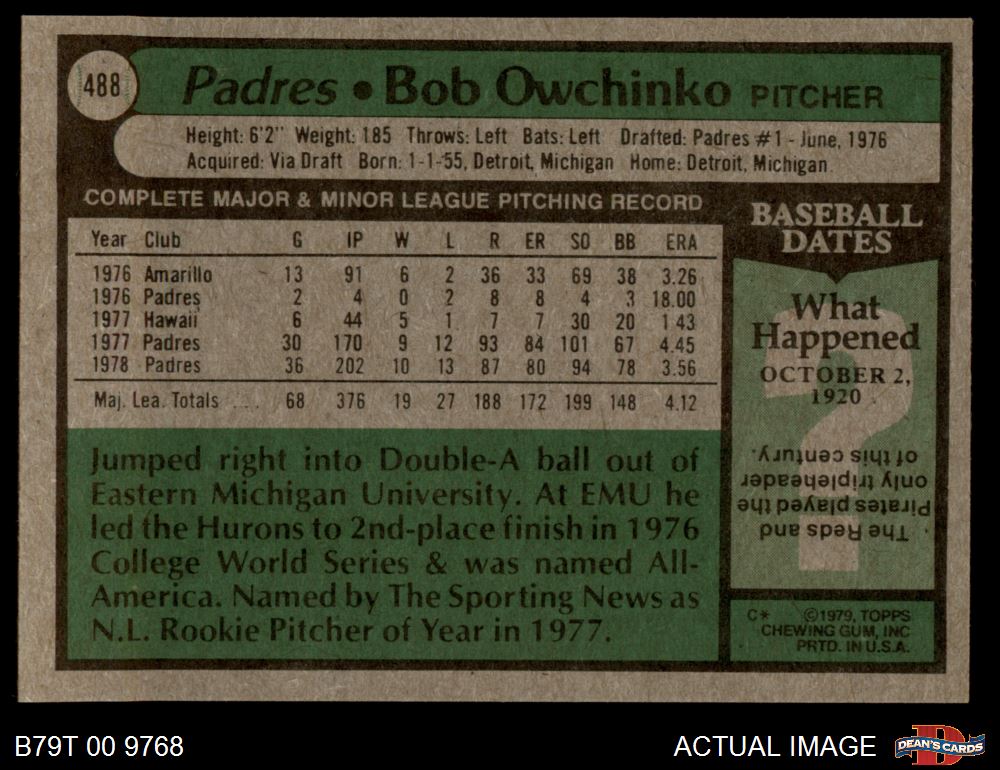 488
Padres • Bob Owchinko PITCHER
Height: 6'2" Weight: 185 Throws: Left Bats: Left Drafted: Padres #1 - June, 1976
Acquired: Via Draft Born: 1-1-55, Detroit, Michigan Home: Detroit, Michigan
COMPLETE MAJOR & MINOR LEAGUE PITCHING RECORD
Year Club G IP W L R ER SO BB ERA
1976 Amarillo 13 91 6 2 36 33 69 38 3.26
1976 Padres 2 4 0 2 8 8 4 3 18.00
1977 Hawaii 6 44 5 1 7 7 30 20 1 43
1977 Padres 30 170 9 12 93 84 101 67 4.45
1978 Padres 36 202 10 13 87 80 94 78 3.56
Maj. Lea. Totals ... 68 376 19 27 188 172 199 148 4.12
Jumped right into Double-A ball out of
Eastern Michigan University. At EMU he
led the Hurons to 2nd-place finish in 1976
College World Series & was named All-
America. Named by The Sporting News as
N.L. Rookie Pitcher of Year in 1977.
BASEBALL
DATES
What
Happened
OCTOBER 2,
1920
The Reds and
Pirates played the
only tripleheader
of this century.
C* ©1979, TOPPS
CHEWING GUM, INC
PRTD. IN U.S.A.
B79T 00 9768
ACTUAL IMAGE
D
DEAN'S CARDS